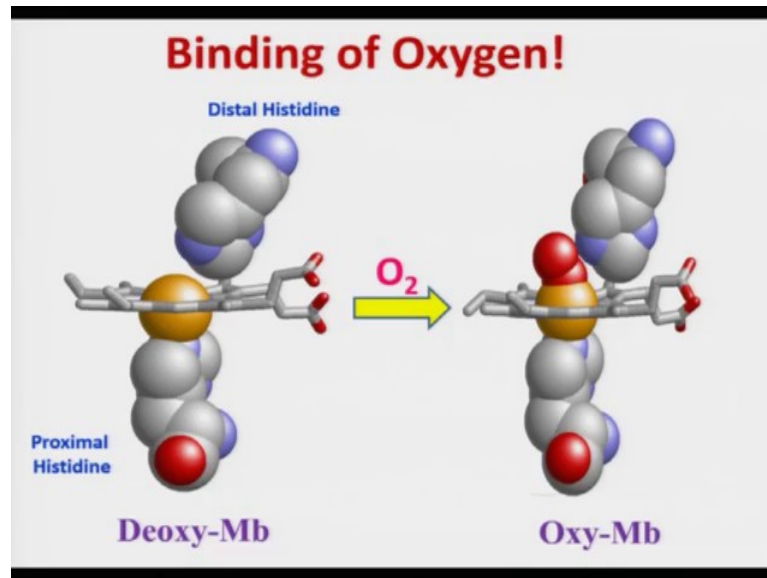 Binding of Oxygen!
Distal Histidine
O₂
Proximal
Histidine
Deoxy-Mb
Oxy-Mb